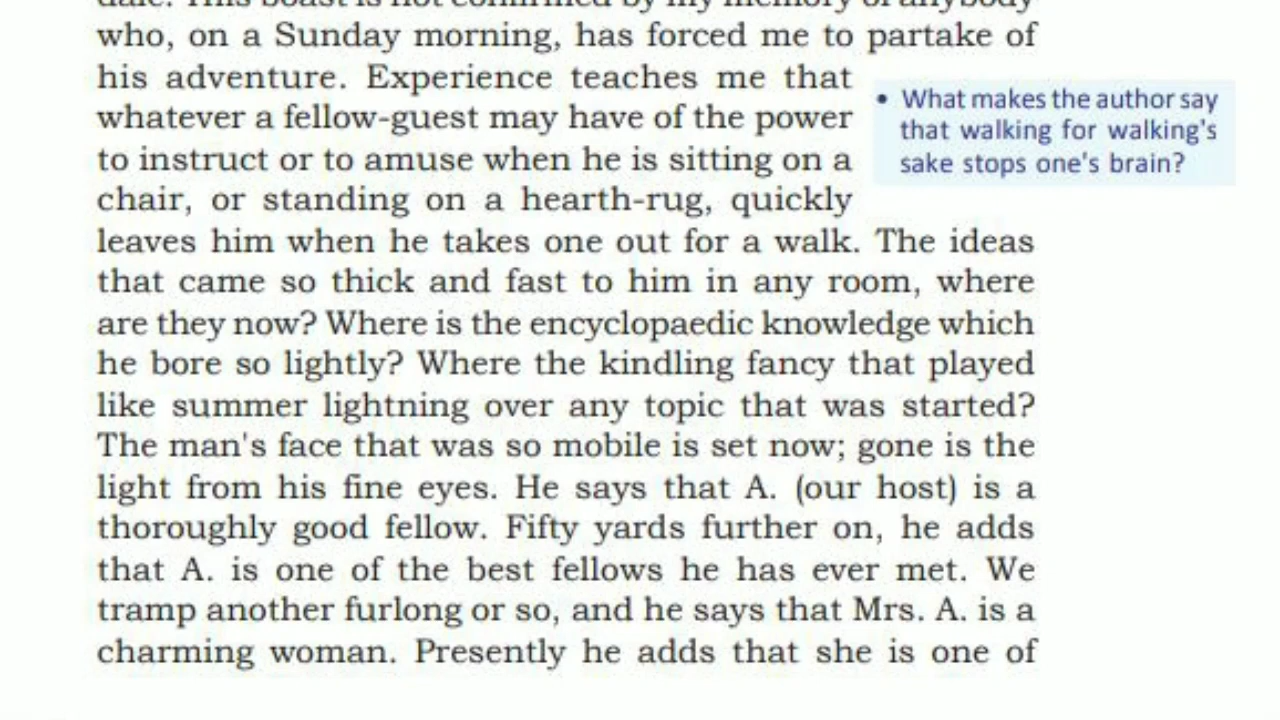 dale. This boast is not confirmed by my memory of anybody
who, on a Sunday morning, has forced me to partake of
his adventure. Experience teaches me that
whatever a fellow-guest may have of the power
to instruct or to amuse when he is sitting on a
chair, or standing on a hearth-rug, quickly
leaves him when he takes one out for a walk. The ideas
that came so thick and fast to him in any room, where
are they now? Where is the encyclopaedic knowledge which
he bore so lightly? Where the kindling fancy that played
like summer lightning over any topic that was started?
The man's face that was so mobile is set now; gone is the
light from his fine eyes. He says that A. (our host) is a
thoroughly good fellow. Fifty yards further on, he adds
that A. is one of the best fellows he has ever met. We
tramp another furlong or so, and he says that Mrs. A. is a
charming woman. Presently he adds that she is one of
• What makes the author say
that walking for walking's
sake stops one's brain?